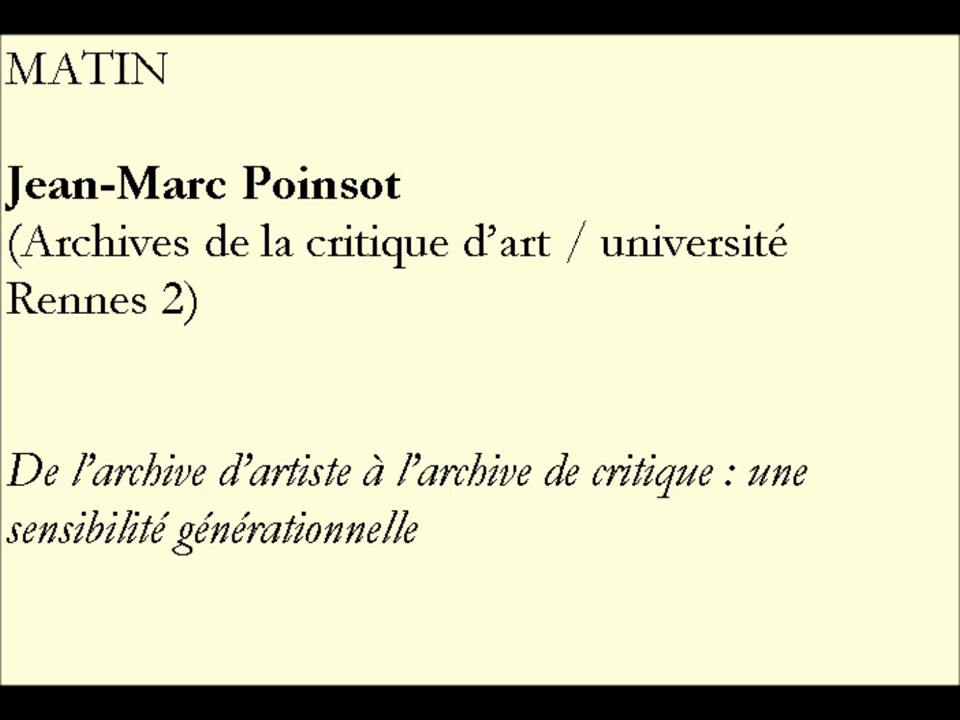 MATIN
Jean-Marc Poinsot
(Archives de la critique d’art / université
Rennes 2)
De l’archive d’artiste à l’archive de critique : une
sensibilité générationnelle